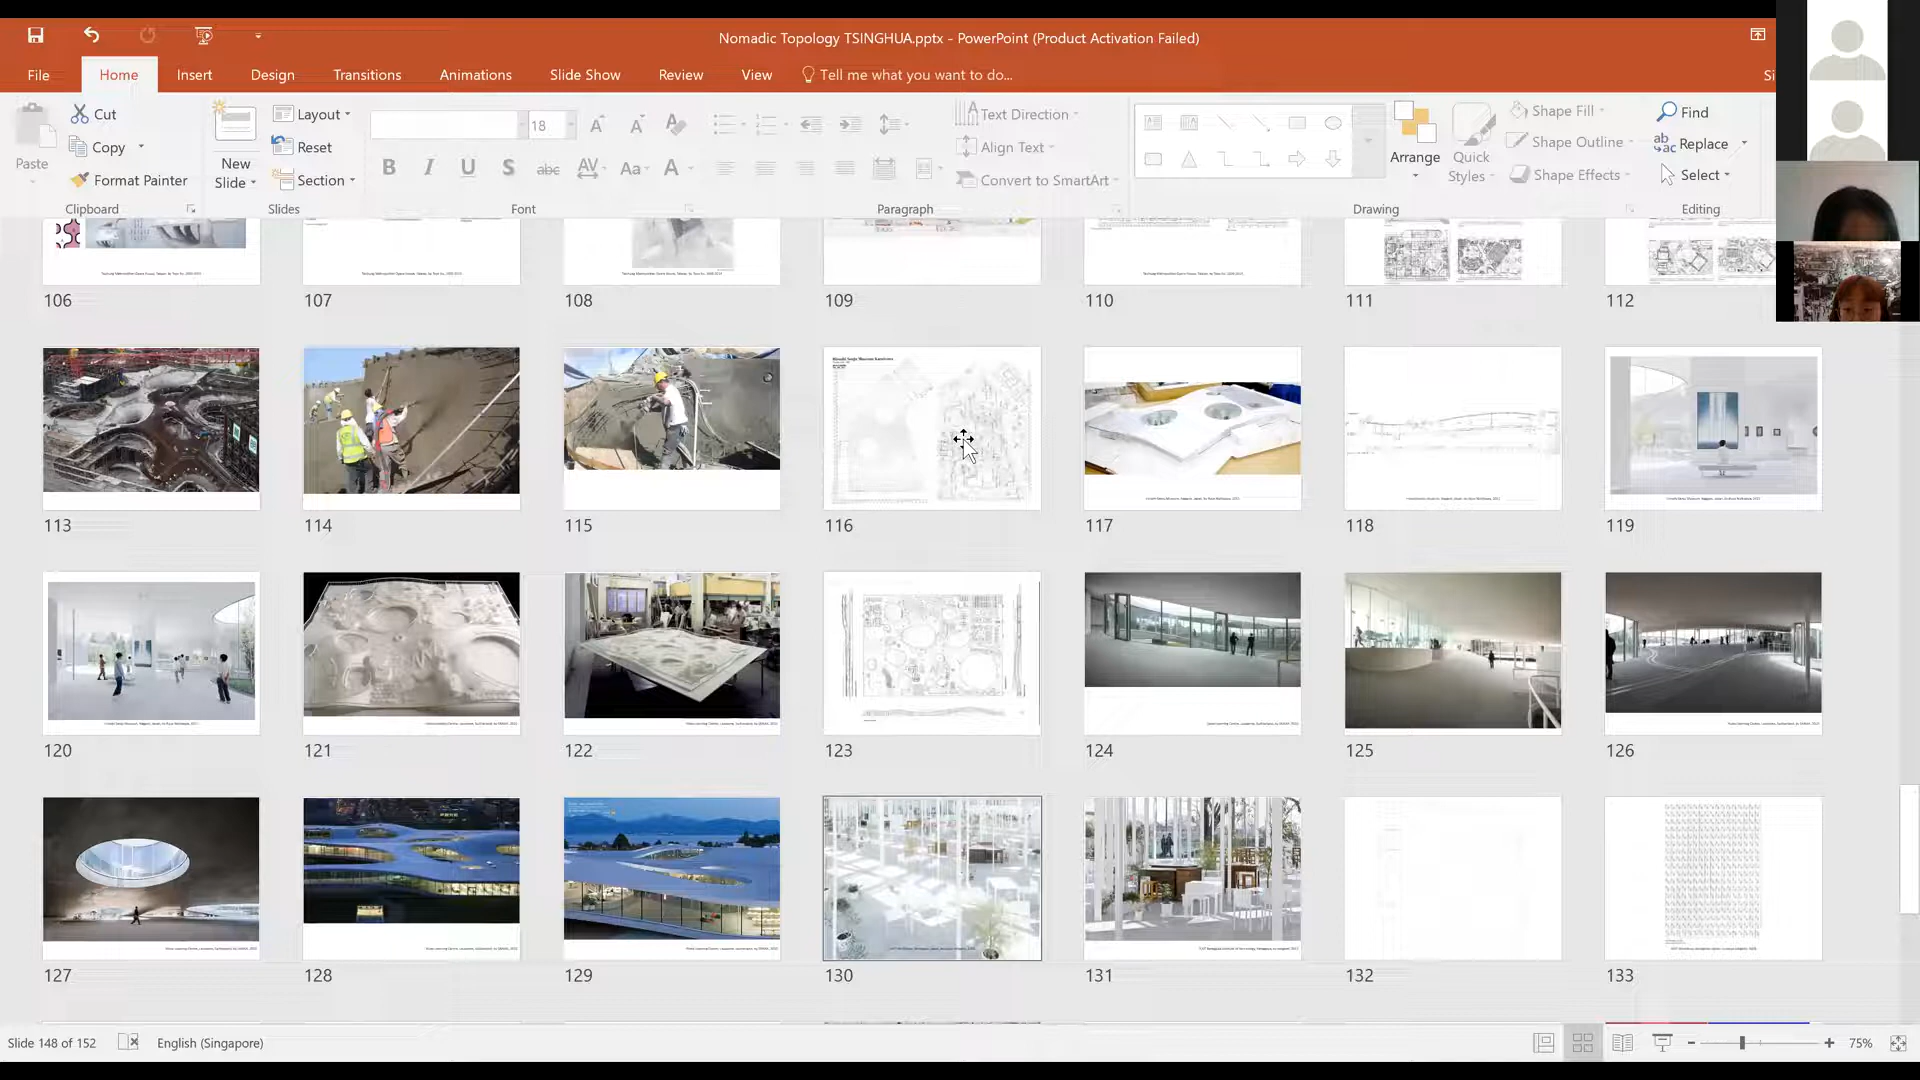 Nomadic Topology TSINGHUA.pptx - PowerPoint (Product Activation Failed)
File
Home
Insert
Design
Transitions
Animations
Slide Show
Review
View
Tell me what you want to do...
Si
Paste
Cut
Copy
Format Painter
Clipboard
New
Slide
Layout
Reset
Section
Slides
18
B
I
U
S
abc
AV
Aa
A
Font
Text Direction
Align Text
Convert to SmartArt
Paragraph
Arrange
Quick
Styles
Shape Fill
Shape Outline
Shape Effects
Drawing
Find
Replace
Select
Editing
106
107
108
109
110
111
112
113
114
115
116
117
118
119
120
121
122
123
124
125
126
127
128
129
130
131
132
133
Slide 148 of 152
English (Singapore)
75%